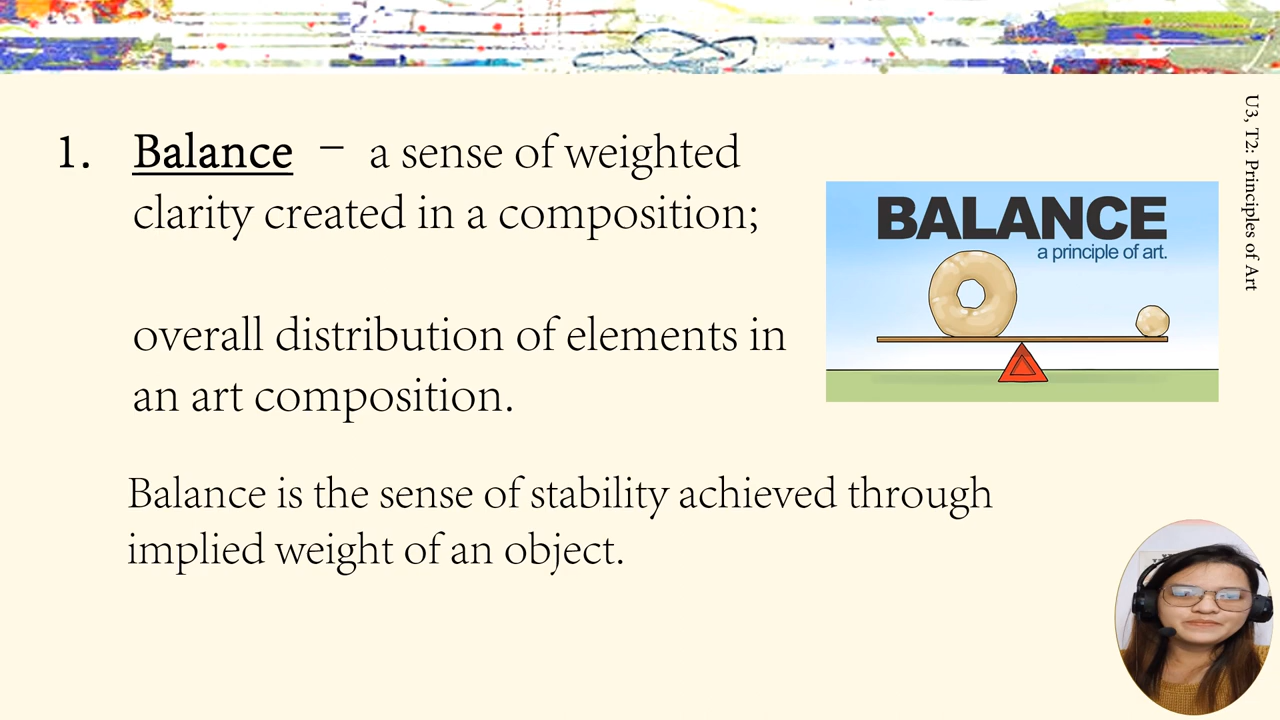 1. Balance – a sense of weighted
clarity created in a composition;
overall distribution of elements in
an art composition.
Balance is the sense of stability achieved through
implied weight of an object.
BALANCE
a principle of art.
U3, T2: Principles of Art